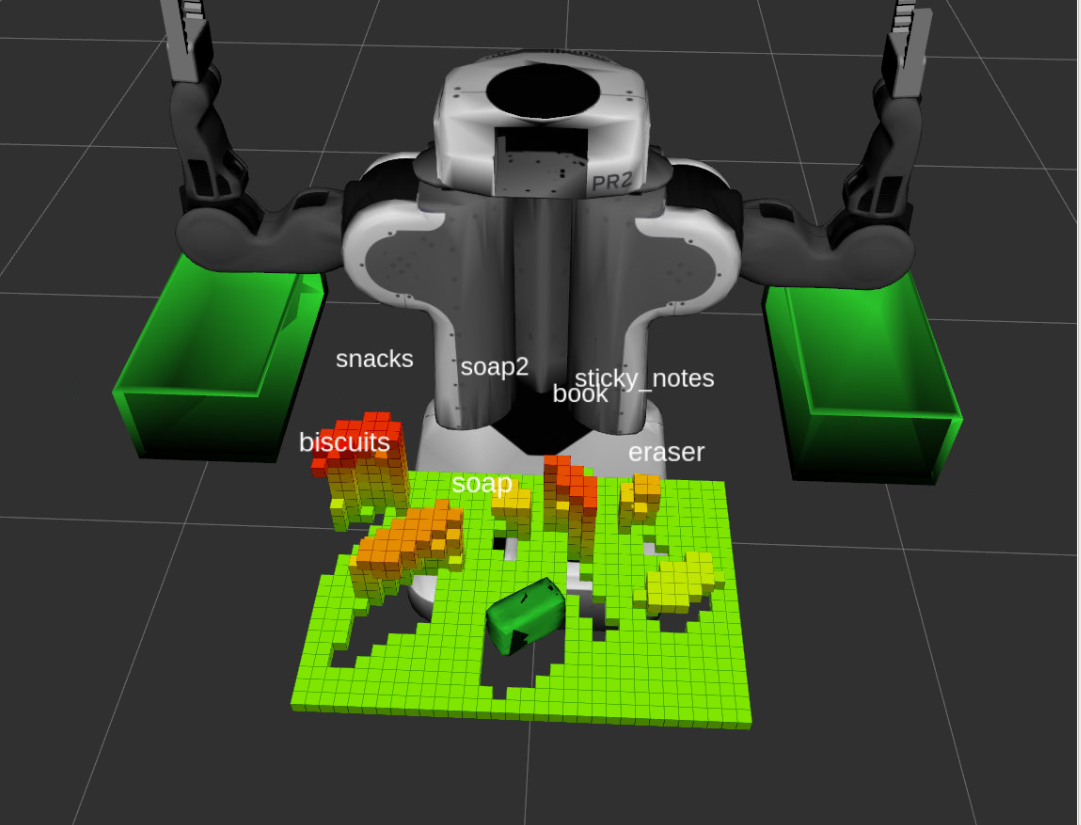 PR2
snacks
soap2
sticky_notes
book
biscuits
eraser
soap